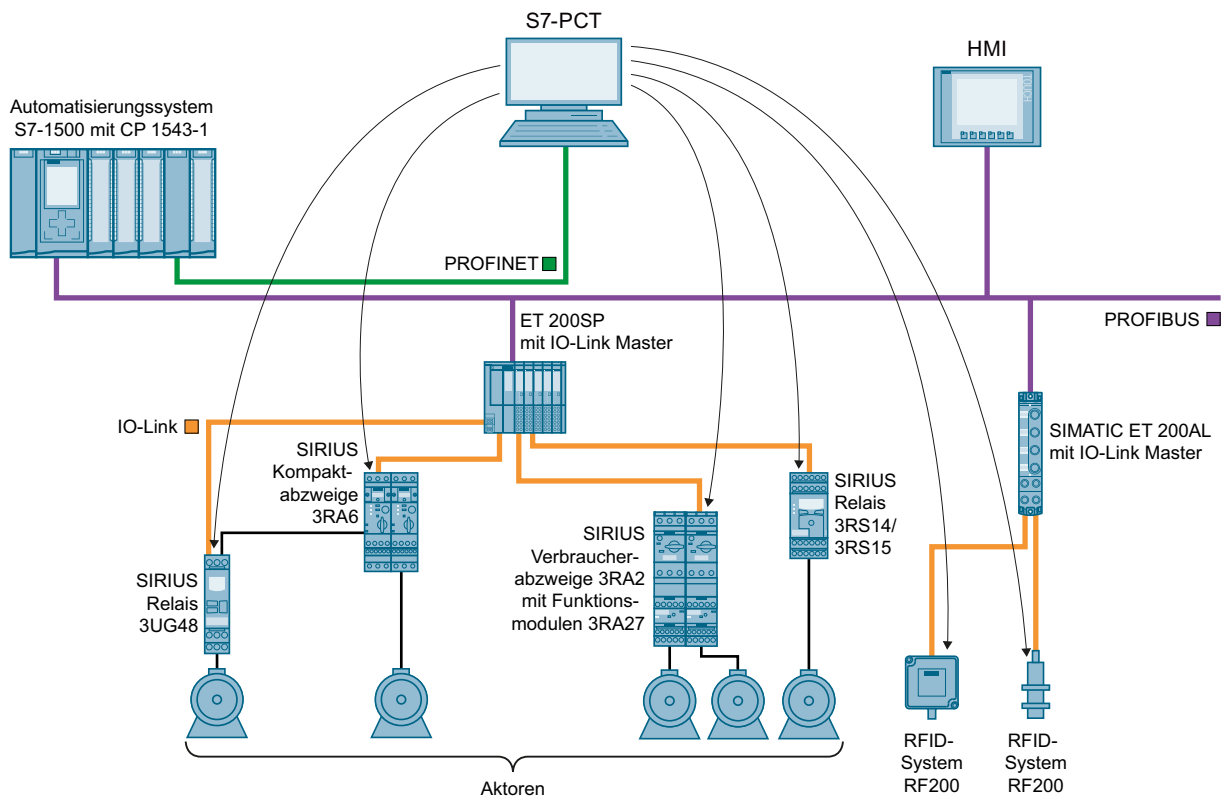 S7-PCT
HMI
Automatisierungssystem
S7-1500 mit CP 1543-1
PROFINET
PROFIBUS
ET 200SP
mit IO-Link Master
IO-Link
SIRIUS
Kompakt-
abzweige
3RA6
SIRIUS
Relais
3UG48
SIRIUS
Verbraucher-
abzweige 3RA2
mit Funktions-
modulen 3RA27
SIRIUS
Relais
3RS14/
3RS15
SIMATIC ET 200AL
mit IO-Link Master
RFID-
System
RF200
RFID-
System
RF200
Aktoren